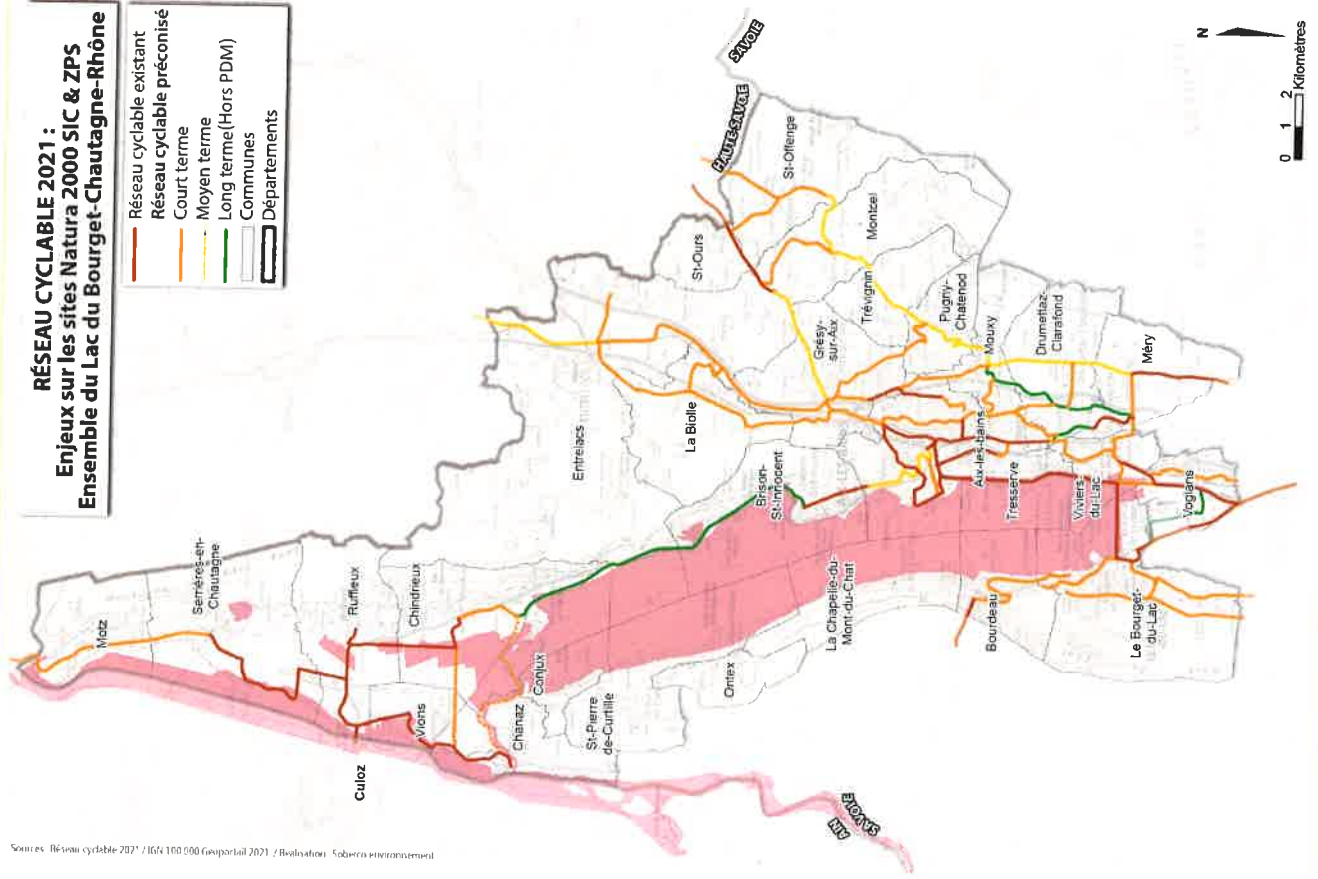 RÉSEAU CYCLABLE 2021 :
Enjeux sur les sites Natura 2000 SIC & ZPS
Ensemble du Lac du Bourget-Chautagne-Rhône
Réseau cyclable existant
Réseau cyclable préconisé
Court terme
Moyen terme
Long terme(Hors PDM)
Communes
Départements
SAVOIE
HAUTE-SAVOIE
St-Offenge
St-Ours
Montcel
Trévignin
Pugny-
Chatenod
Grésy-
sur-Aix
Mouxy
Drumettaz-
Clarafond
Méry
Entrelacs
La Biolle
Brison-
St-Innocent
Aix-les-bains
Tresserve
Viviers-
du-Lac
Voglans
Serrières-en-
Chautagne
Ruffieux
Chindrieux
Motz
Vions
Culoz
Conjux
Chanaz
St-Pierre
de-Curtille
Ontex
La Chapelle-du-
Mont-du-Chat
Bourdeau
Le Bourget-
du-Lac
AIN
SAVOIE
N
0 1 2
Kilomètres
Sources : Réseau cyclable 2021 / IGN 100 000 Géoportail 2021 / Réalisation : Soberco environnement